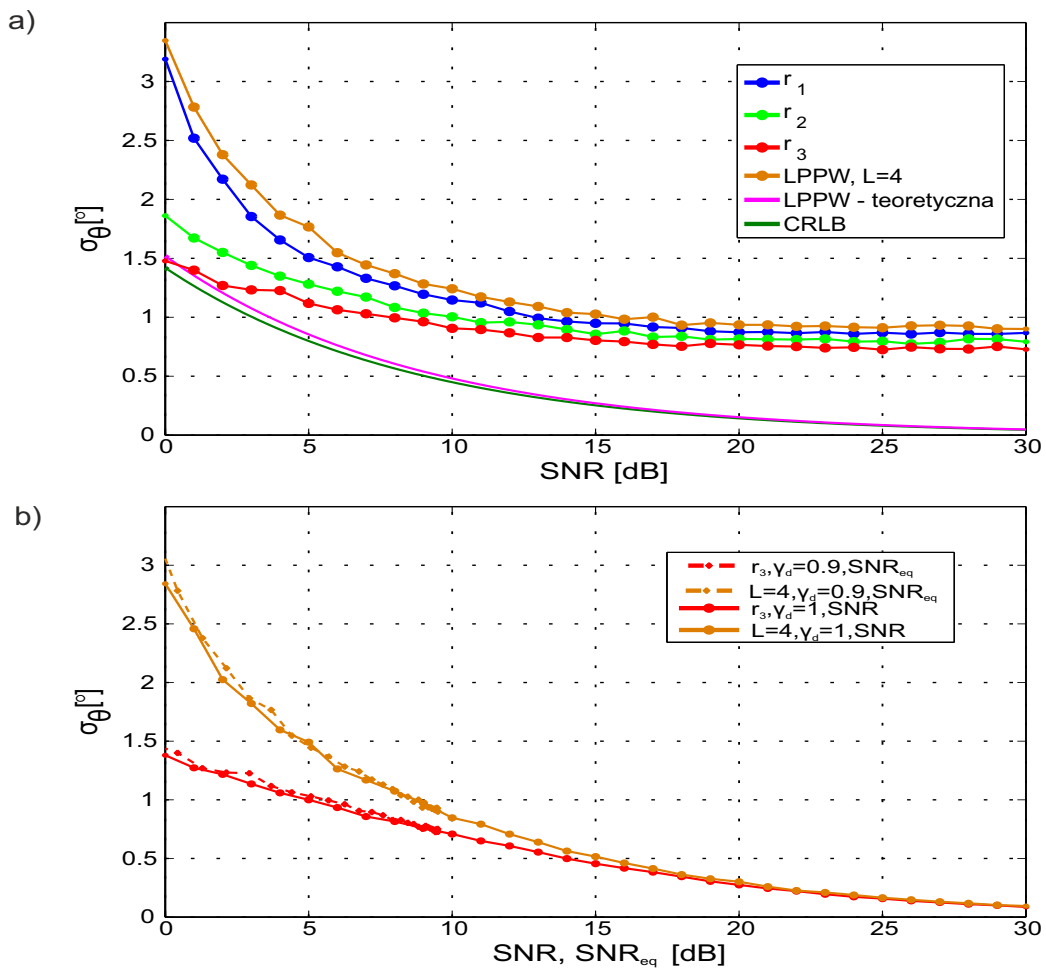 a)
3
2.5
2
1.5
1
0.5
0
σθ[º]
r 1
r 2
r 3
LPPW, L=4
LPPW - teoretyczna
CRLB
0 5 10 15 20 25 30
SNR [dB]
b)
3
2.5
2
1.5
1
0.5
0
σθ[º]
r₃,γd=0.9,SNReq
L=4,γd=0.9,SNReq
r₃,γd=1,SNR
L=4,γd=1,SNR
0 5 10 15 20 25 30
SNR, SNReq [dB]